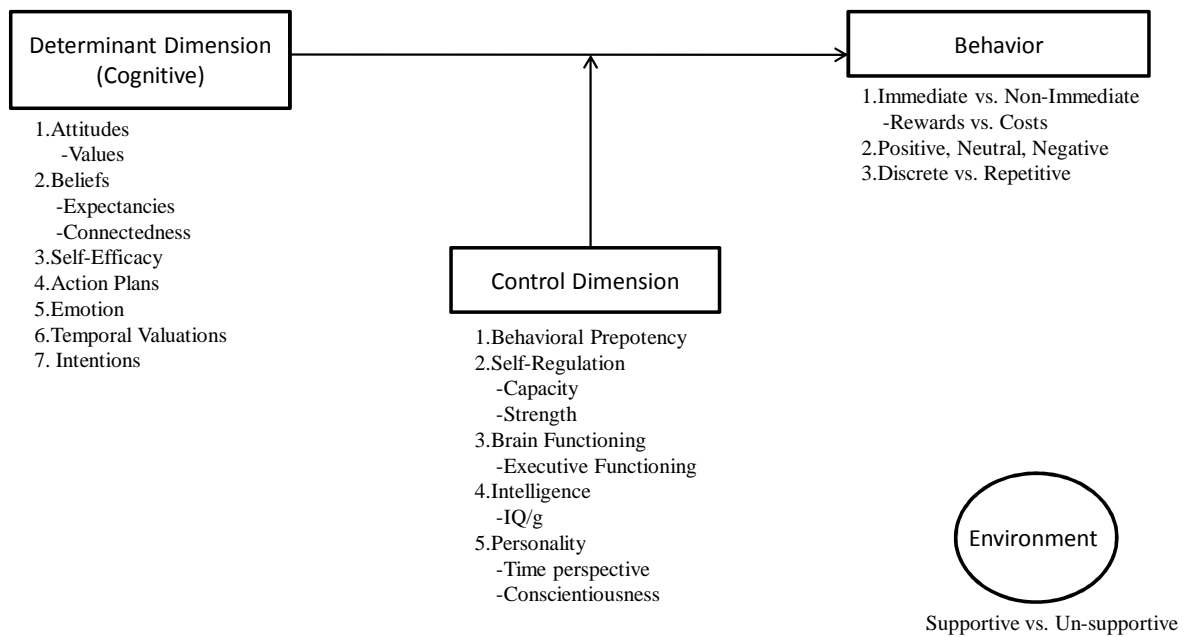 Determinant Dimension
(Cognitive)
1.Attitudes
-Values
2.Beliefs
-Expectancies
-Connectedness
3.Self-Efficacy
4.Action Plans
5.Emotion
6.Temporal Valuations
7. Intentions
Behavior
1.Immediate vs. Non-Immediate
-Rewards vs. Costs
2.Positive, Neutral, Negative
3.Discrete vs. Repetitive
Control Dimension
1.Behavioral Prepotency
2.Self-Regulation
-Capacity
-Strength
3.Brain Functioning
-Executive Functioning
4.Intelligence
-IQ/g
5.Personality
-Time perspective
-Conscientiousness
Environment
Supportive vs. Un-supportive